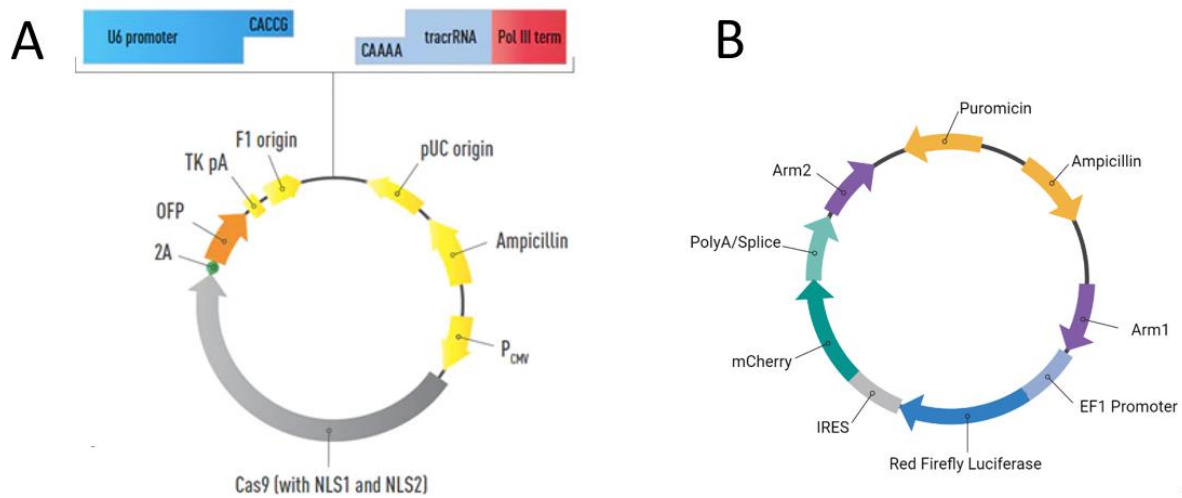 A
U6 promoter
CACCG
CAAAA
tracrRNA
Pol III term
F1 origin
TK pA
OFP
2A
pUC origin
Ampicillin
PCMV
Cas9 (with NLS1 and NLS2)
B
Puromicin
Ampicillin
Arm2
PolyA/Splice
Arm1
mCherry
EF1 Promoter
IRES
Red Firefly Luciferase